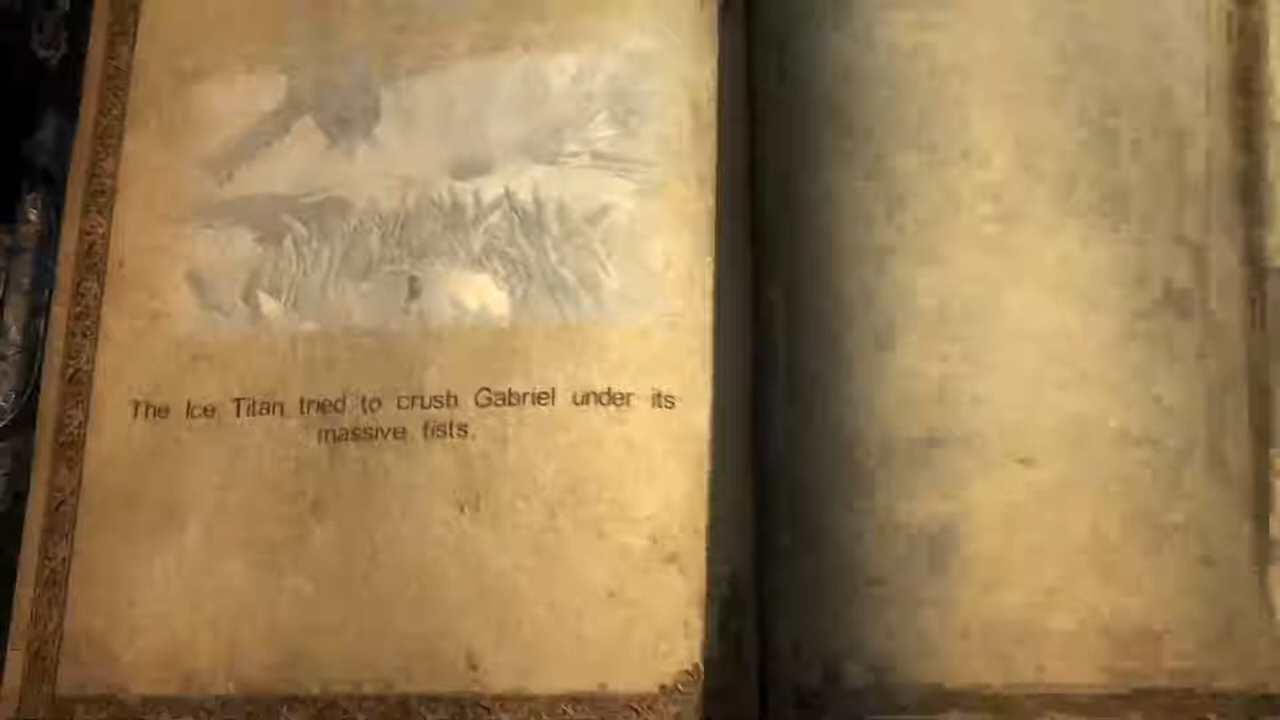 The Ice Titan tried to crush Gabriel under its
massive fists.